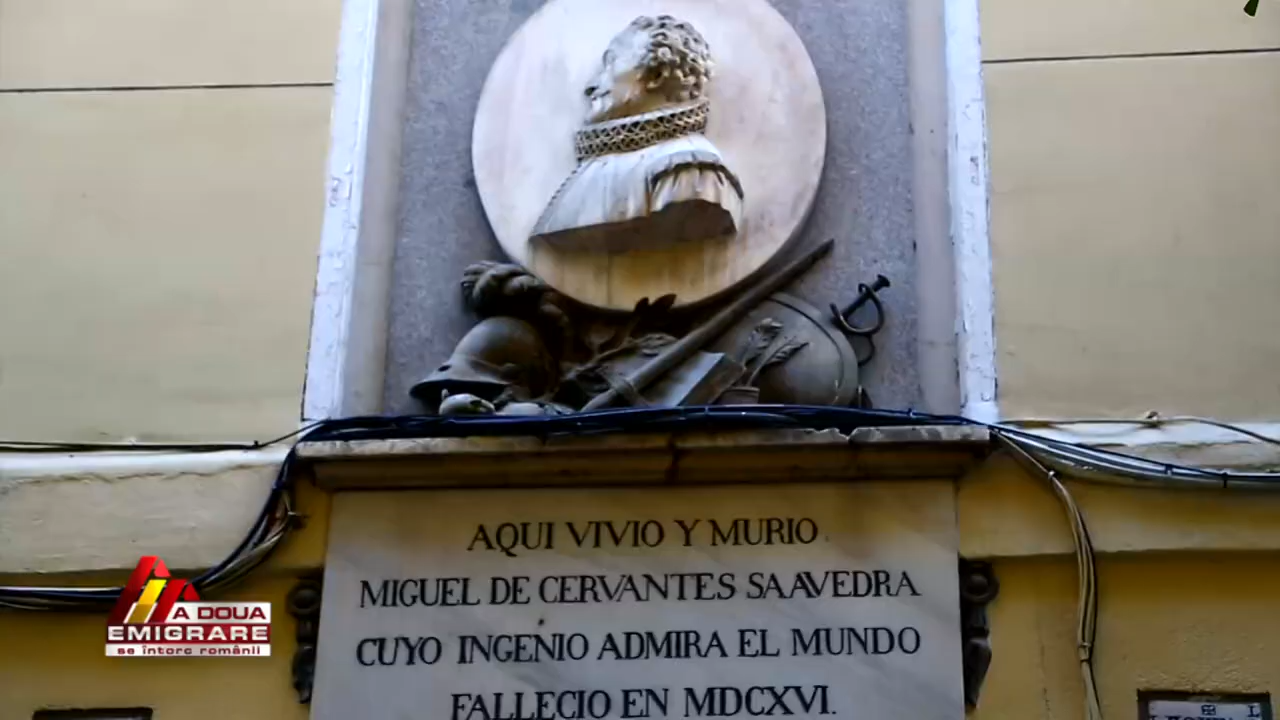 AQUI VIVIO Y MURIO
MIGUEL DE CERVANTES SAAVEDRA
CUYO INGENIO ADMIRA EL MUNDO
FALLECIO EN MDCXVI.
A DOUA
EMIGRARE
se întorc românii